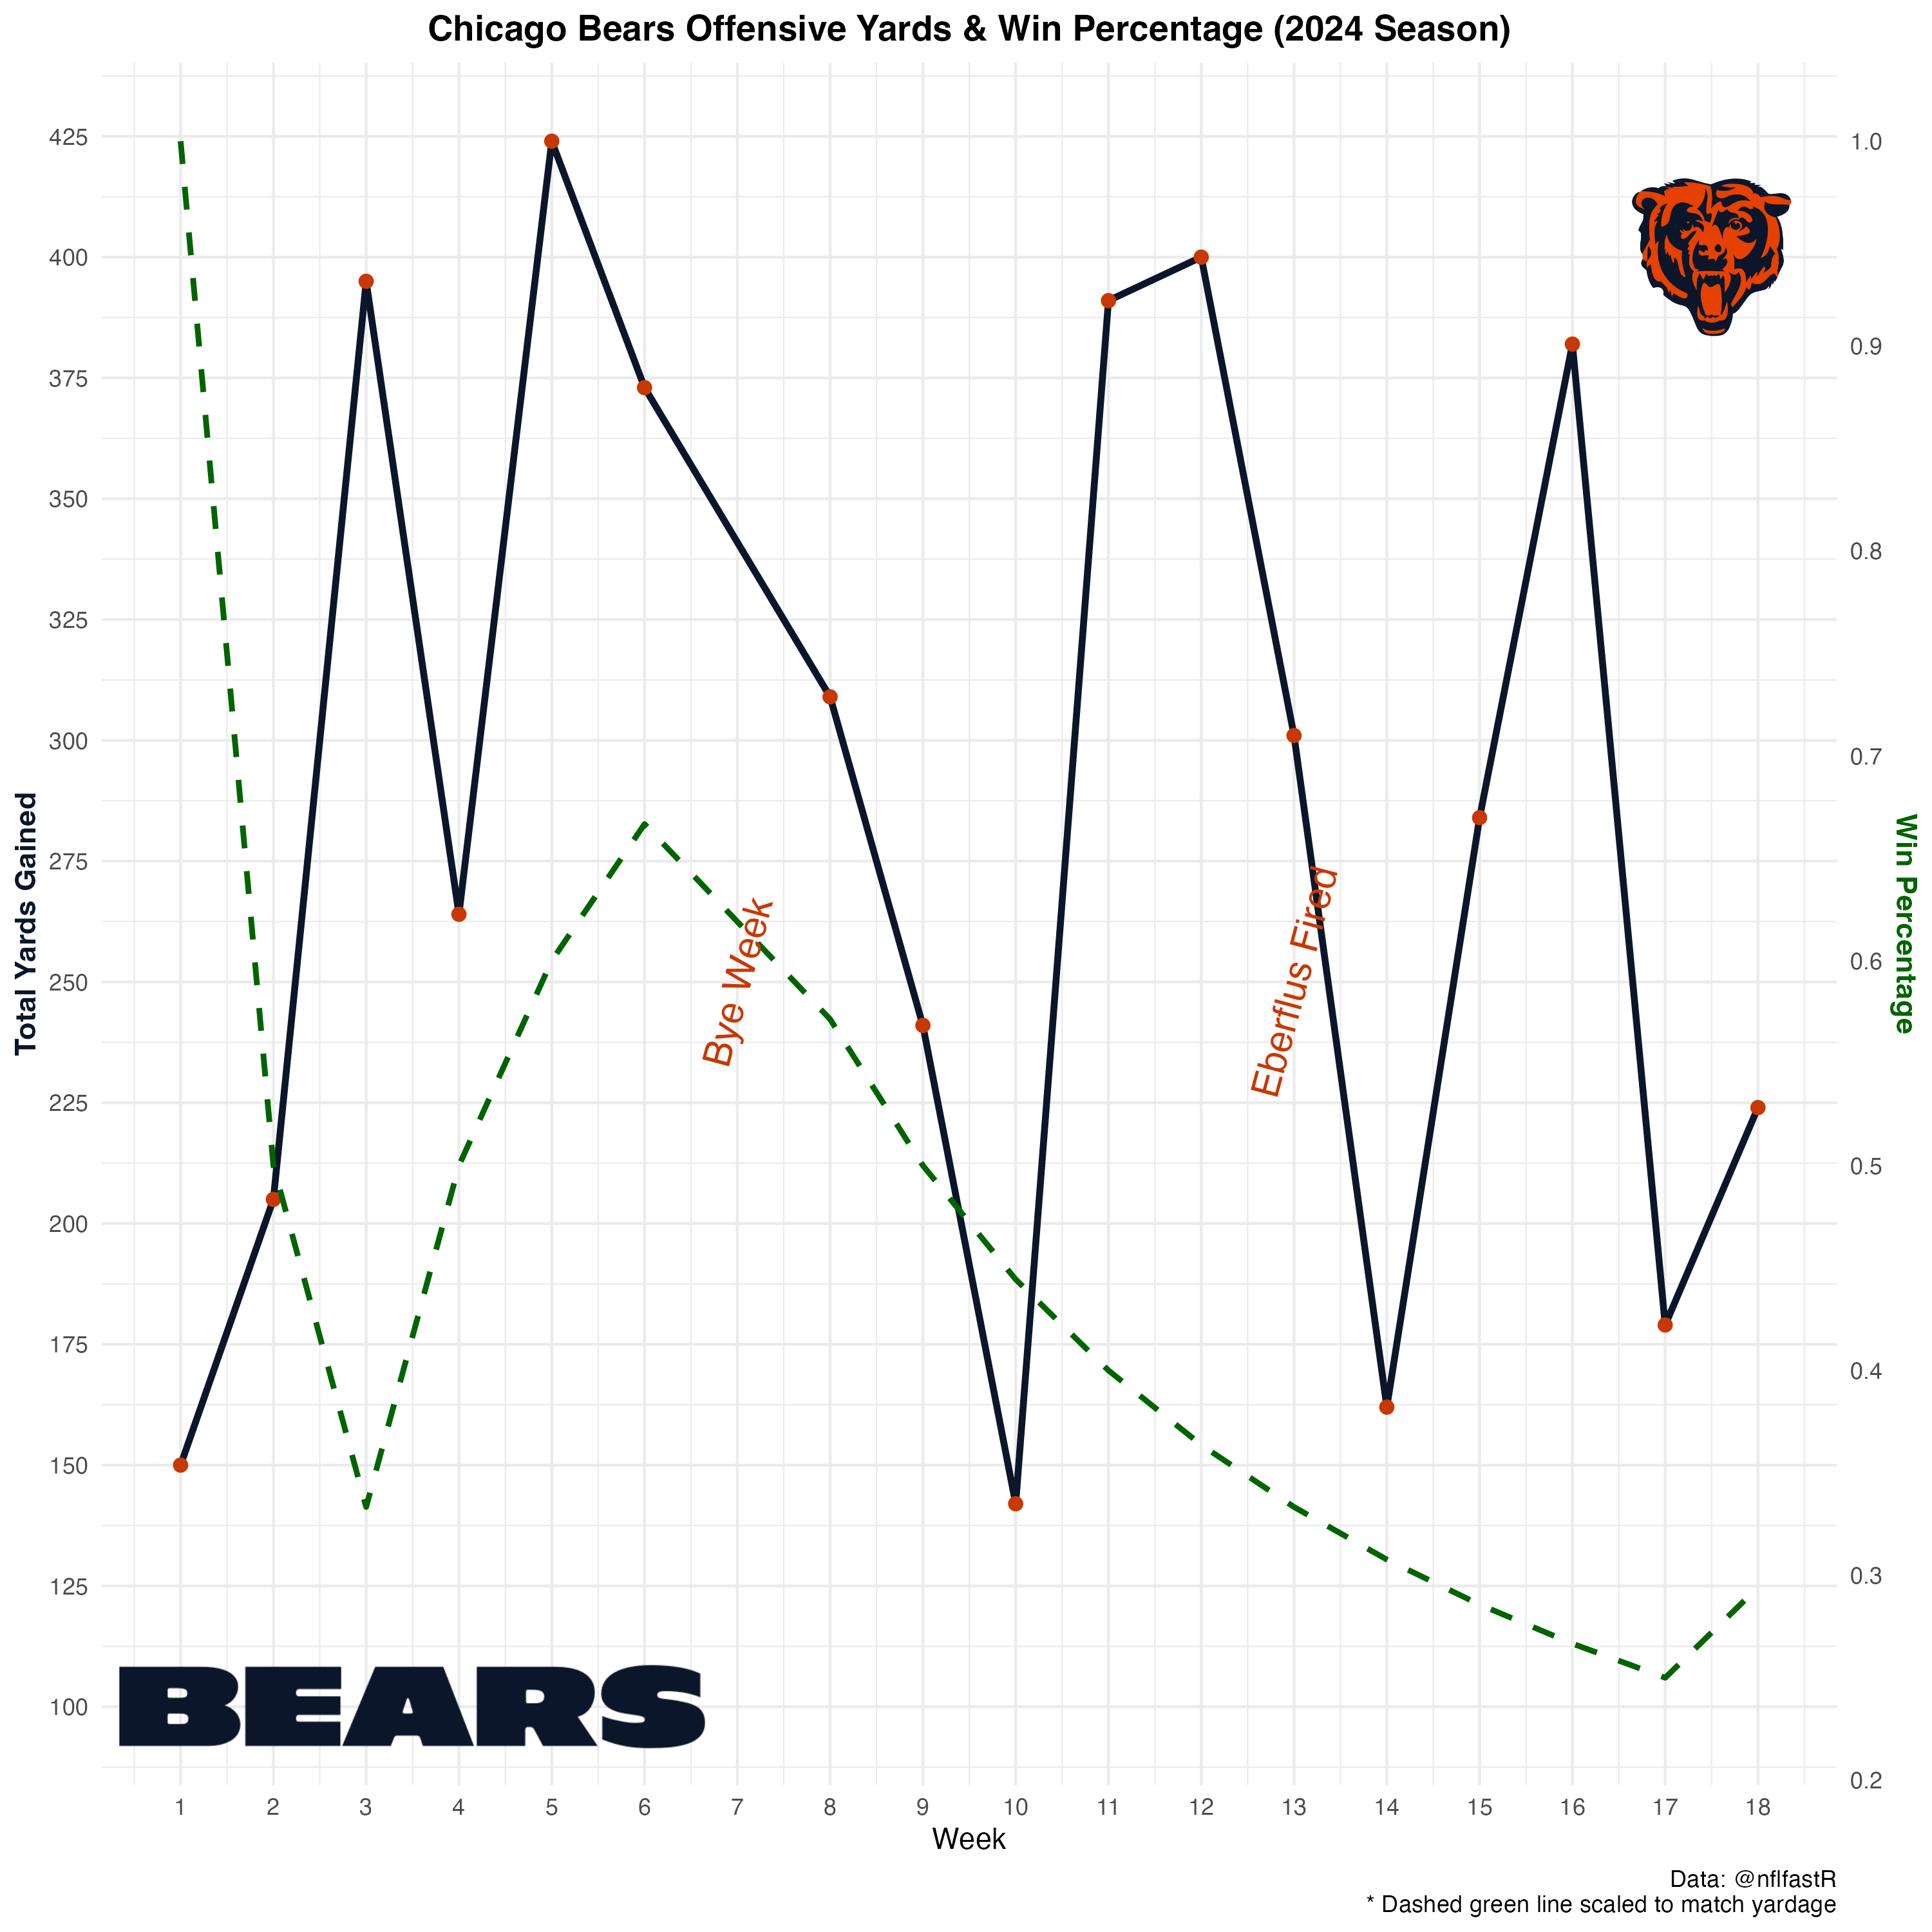 Chicago Bears Offensive Yards & Win Percentage (2024 Season)
Total Yards Gained
425
400
375
350
325
300
275
250
225
200
175
150
125
100
1.0
0.9
0.8
0.7
0.6
0.5
0.4
0.3
0.2
Win Percentage
Bye Week
Eberflus Fired
BEARS
1 2 3 4 5 6 7 8 9 10 11 12 13 14 15 16 17 18
Week
Data: @nflfastR
* Dashed green line scaled to match yardage